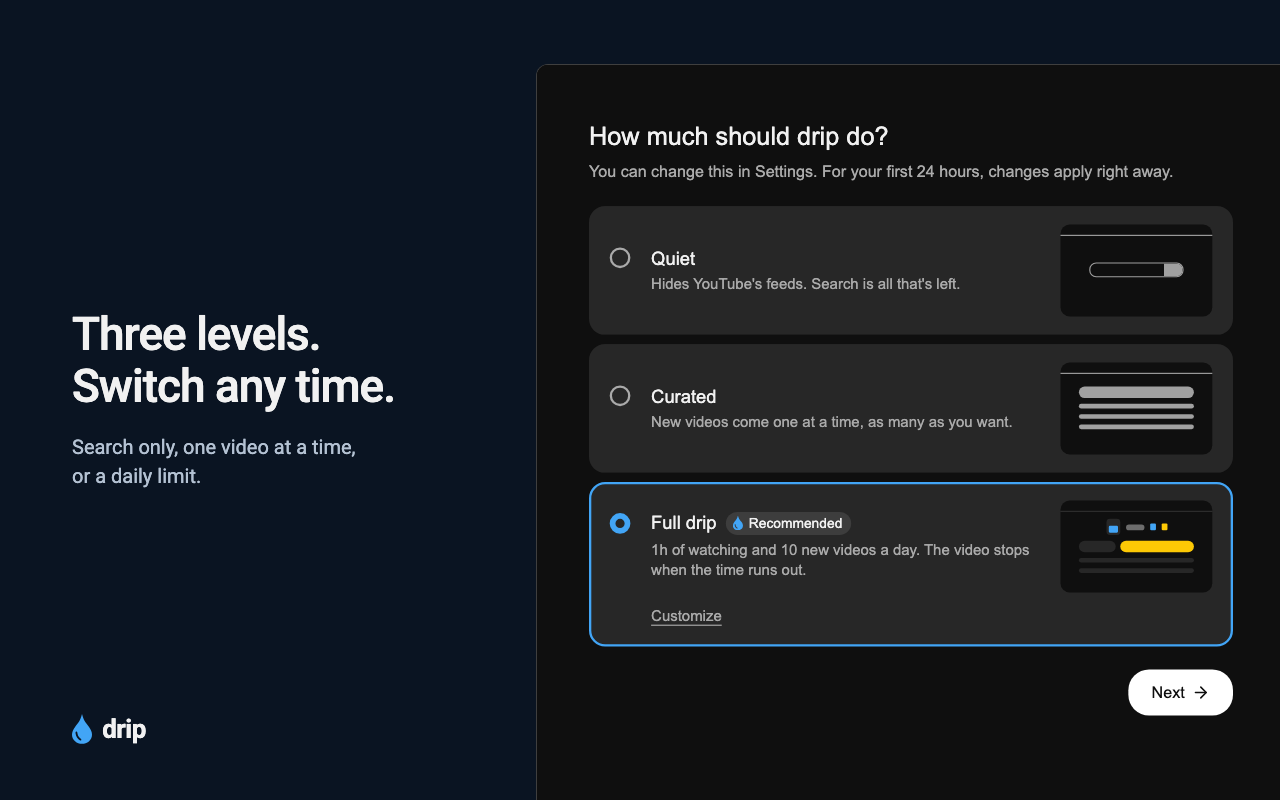 Three levels.
Switch any time.
Search only, one video at a time,
or a daily limit.
drip
How much should drip do?
You can change this in Settings. For your first 24 hours, changes apply right away.
Quiet
Hides YouTube's feeds. Search is all that's left.
Curated
New videos come one at a time, as many as you want.
Full drip Recommended
1h of watching and 10 new videos a day. The video stops
when the time runs out.
Customize
Next →